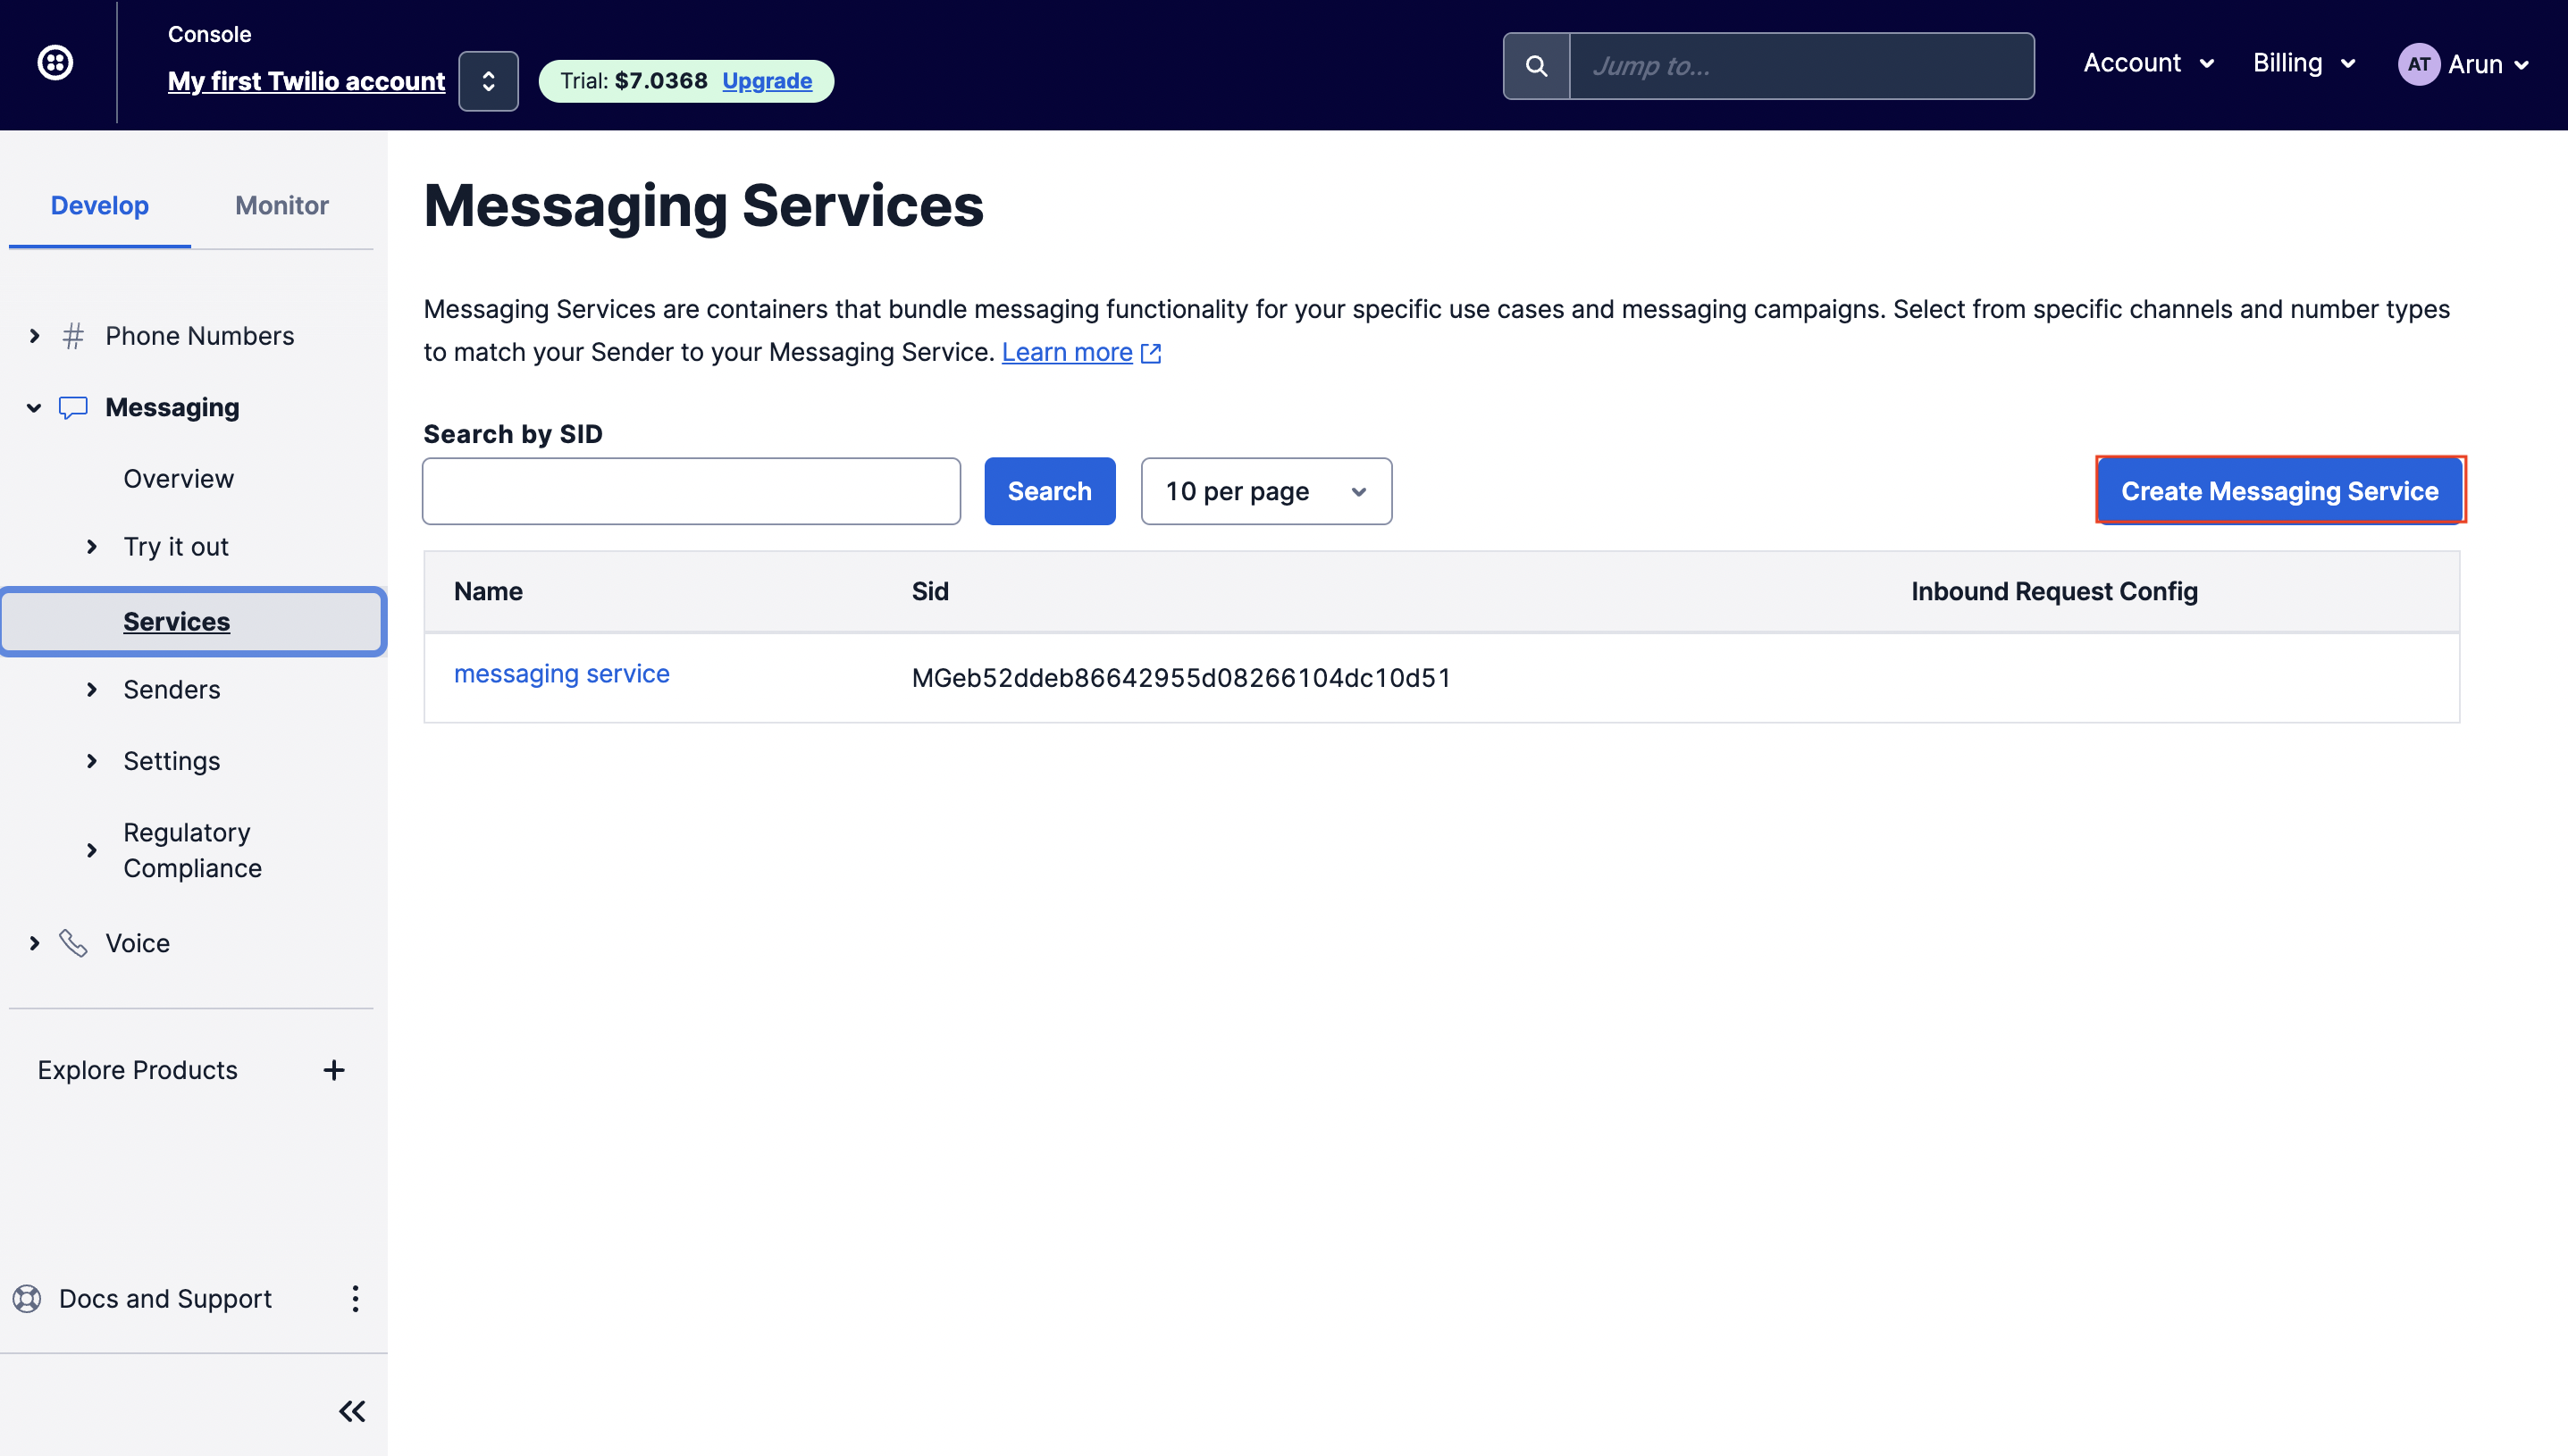 Console
My first Twilio account
Trial: $7.0368 Upgrade
Jump to...
Account
Billing
AT Arun
Develop
Monitor
Phone Numbers
Messaging
Overview
Try it out
Services
Senders
Settings
Regulatory
Compliance
Voice
Explore Products
Docs and Support
Messaging Services
Messaging Services are containers that bundle messaging functionality for your specific use cases and messaging campaigns. Select from specific channels and number types
to match your Sender to your Messaging Service. Learn more
Search by SID
Search
10 per page
Create Messaging Service
Name Sid Inbound Request Config
messaging service MGeb52ddeb86642955d08266104dc10d51